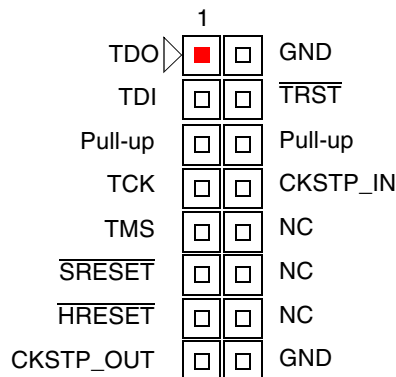 1
TDO GND
TDI TRST
Pull-up Pull-up
TCK CKSTP_IN
TMS NC
SRESET NC
HRESET NC
CKSTP_OUT GND